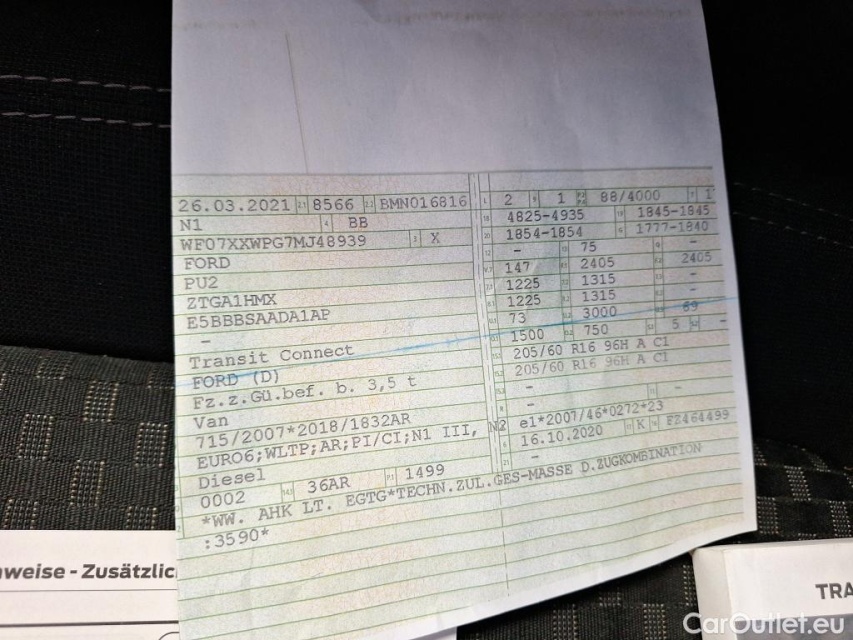 26.03.2021 8566 BMN016816
N1 BB
WF07XXWPG7MJ48939 X
FORD
PU2
ZTGA1HMX
E5BBBSAADA1AP
-
Transit Connect
FORD (D)
Fz.z.Gü.bef. b. 3,5 t
Van
715/2007*2018/1832AR
EURO6;WLTP;AR;PI/CI;N1 III, N2
Diesel
0002 36AR 1499
*WW. AHK LT. EGTG*TECHN.ZUL.GES-MASSE D.ZUGKOMBINATION
:3590*
2 1 88/4000 1
4825-4935 1845-1845
1854-1854 1777-1840
- 75 -
147 2405 2405
1225 1315 -
1225 1315 -
73 3000 69
1500 750 5 -
205/60 R16 96H A C1
205/60 R16 96H A C1
-
- -
e1*2007/46*0272*23
16.10.2020 K FZ464499
-
weise - Zusätzlic
TRA
CarOutlet.eu